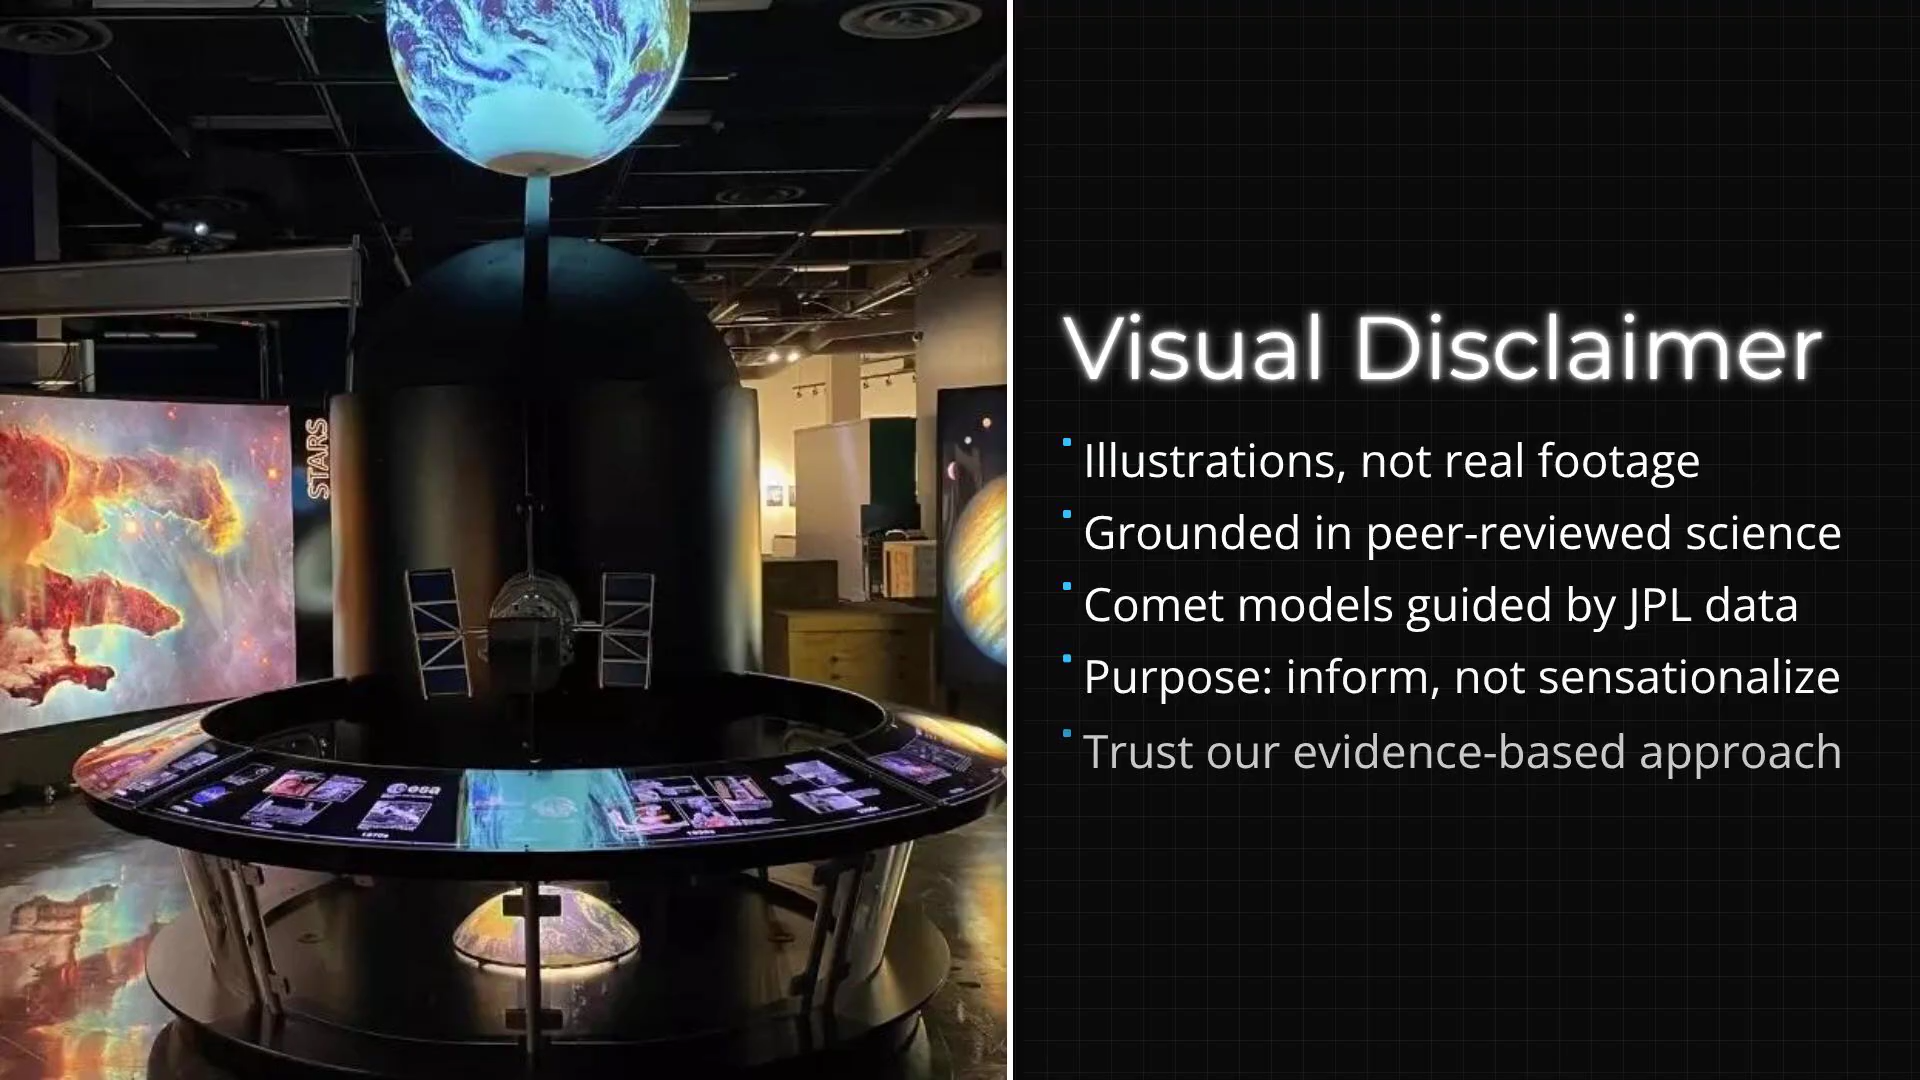 STARS
esa
Visual Disclaimer
Illustrations, not real footage
Grounded in peer-reviewed science
Comet models guided by JPL data
Purpose: inform, not sensationalize
Trust our evidence-based approach